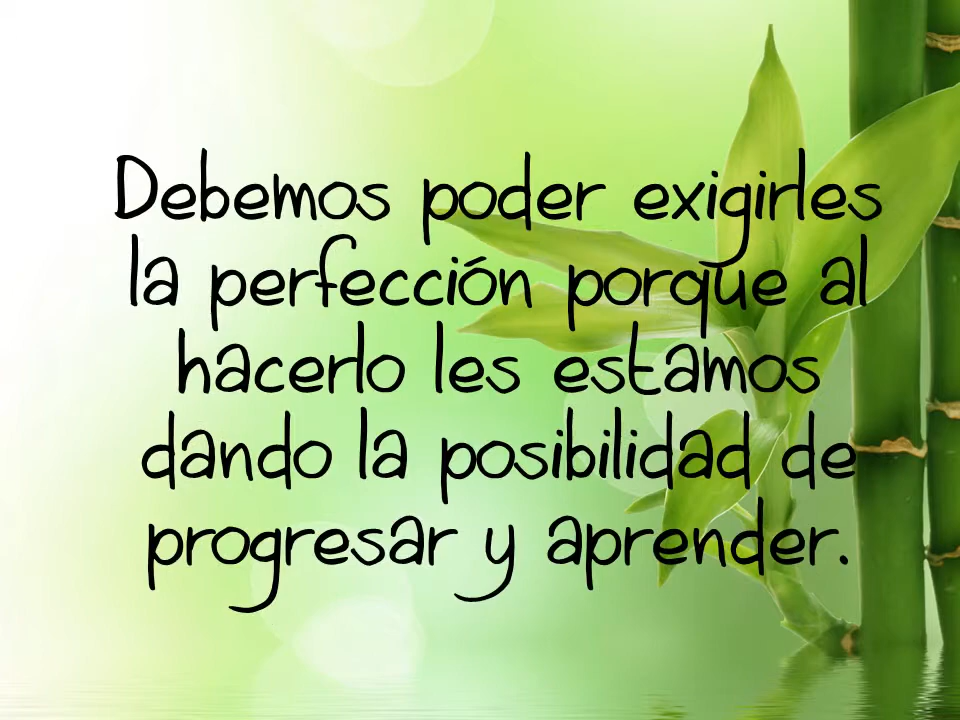 Debemos poder exigirles
la perfección porque al
hacerlo les estamos
dando la posibilidad de
progresar y aprender.